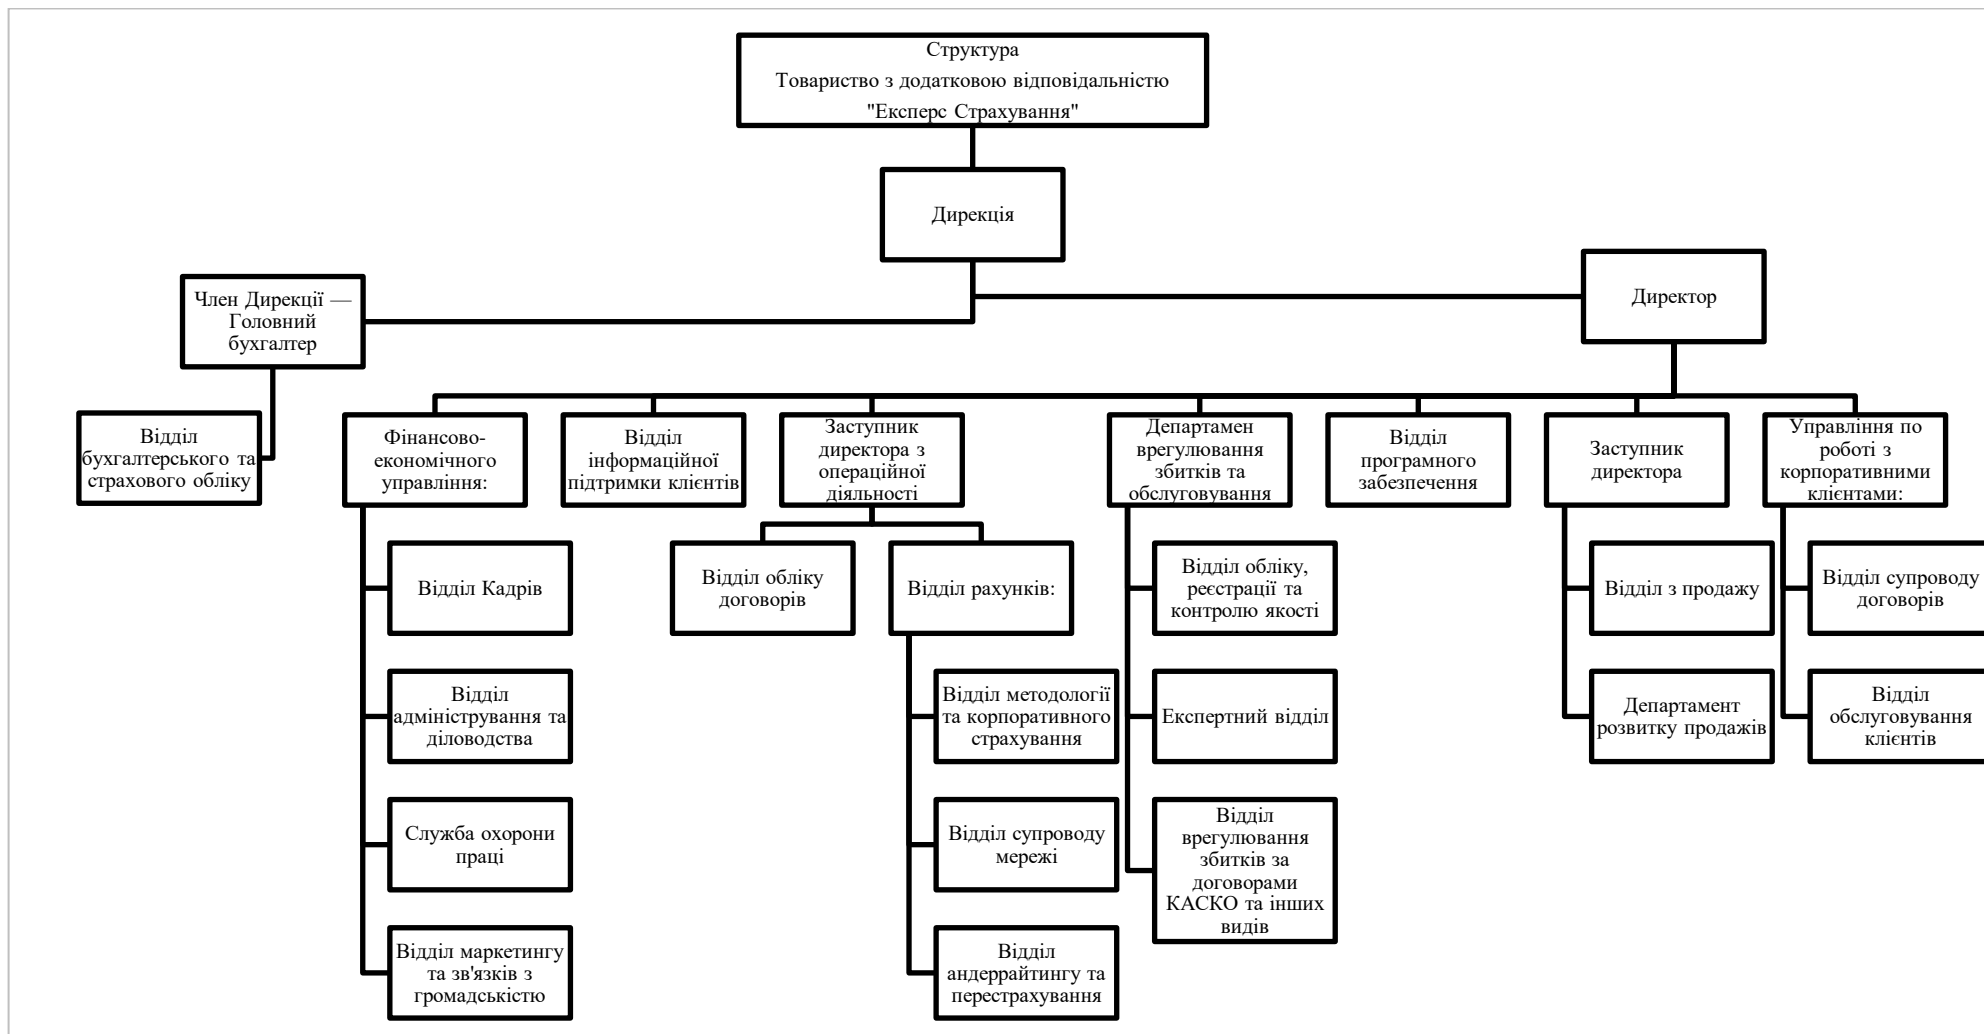 Структура
Товариство з додатковою відповідальністю
"Експерс Страхування"
Дирекція
Член Дирекції —
Головний
бухгалтер
Директор
Відділ
бухгалтерського та
страхового обліку
Фінансово-
економічного
управління:
Відділ
інформаційної
підтримки клієнтів
Заступник
директора з
операційної
діяльності
Департамен
врегулювання
збитків та
обслуговування
Відділ
програмного
забезпечення
Заступник
директора
Управління по
роботі з
корпоративними
клієнтами:
Відділ Кадрів
Відділ обліку
договорів
Відділ рахунків:
Відділ обліку,
реєстрації та
контролю якості
Відділ з продажу
Відділ супроводу
договорів
Відділ
адміністрування та
діловодства
Відділ методології
та корпоративного
страхування
Експертний відділ
Департамент
розвитку продажів
Відділ
обслуговування
клієнтів
Служба охорони
праці
Відділ супроводу
мережі
Відділ
врегулювання
збитків за
договорами
КАСКО та інших
видів
Відділ маркетингу
та зв'язків з
громадськістю
Відділ
андеррайтингу та
перестрахування